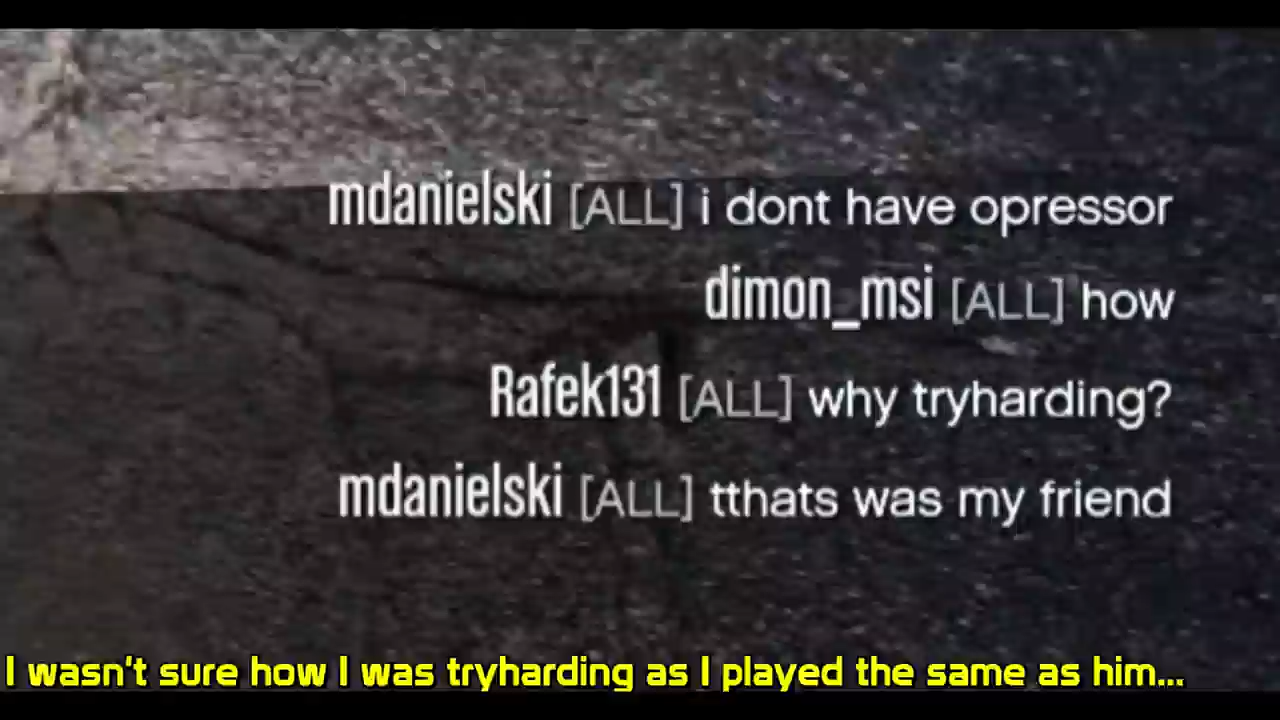 mdanielski [ALL] i dont have opressor
dimon_msi [ALL] how
Rafek131 [ALL] why tryharding?
mdanielski [ALL] tthats was my friend
I wasn't sure how I was tryharding as I played the same as him...